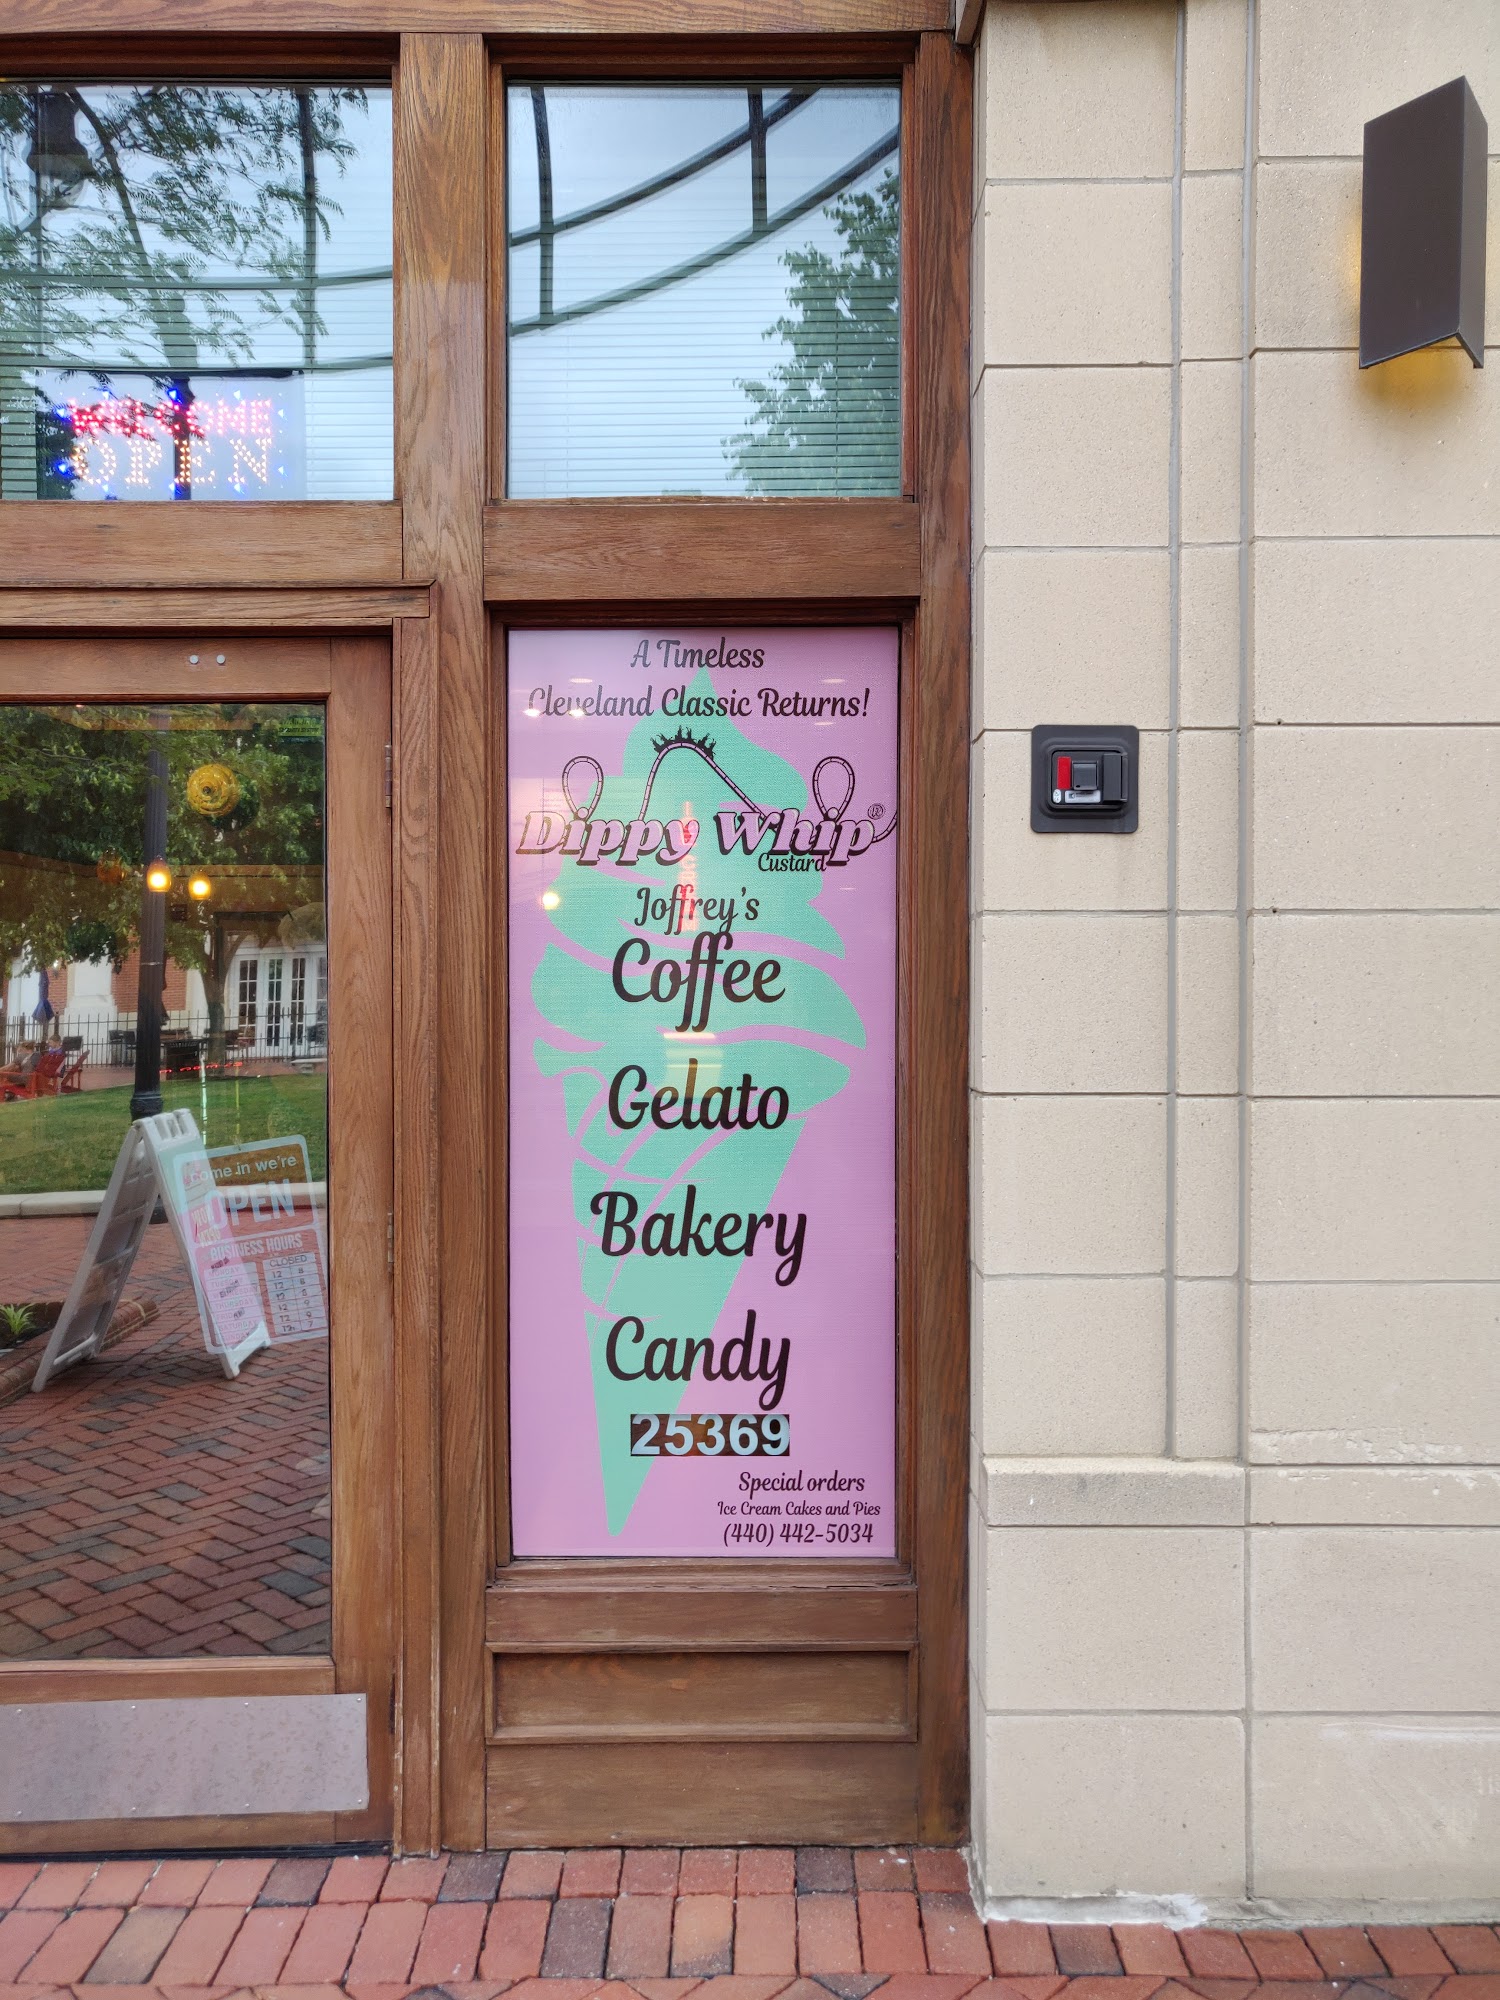 WELCOME
OPEN
A Timeless
Cleveland Classic Returns!
Dippy Whip®
Custard
Joffrey's
Coffee
Gelato
Bakery
Candy
25369
Special orders
Ice Cream Cakes and Pies
(440) 442-5034
come in we're
OPEN
BUSINESS HOURS
CLOSED